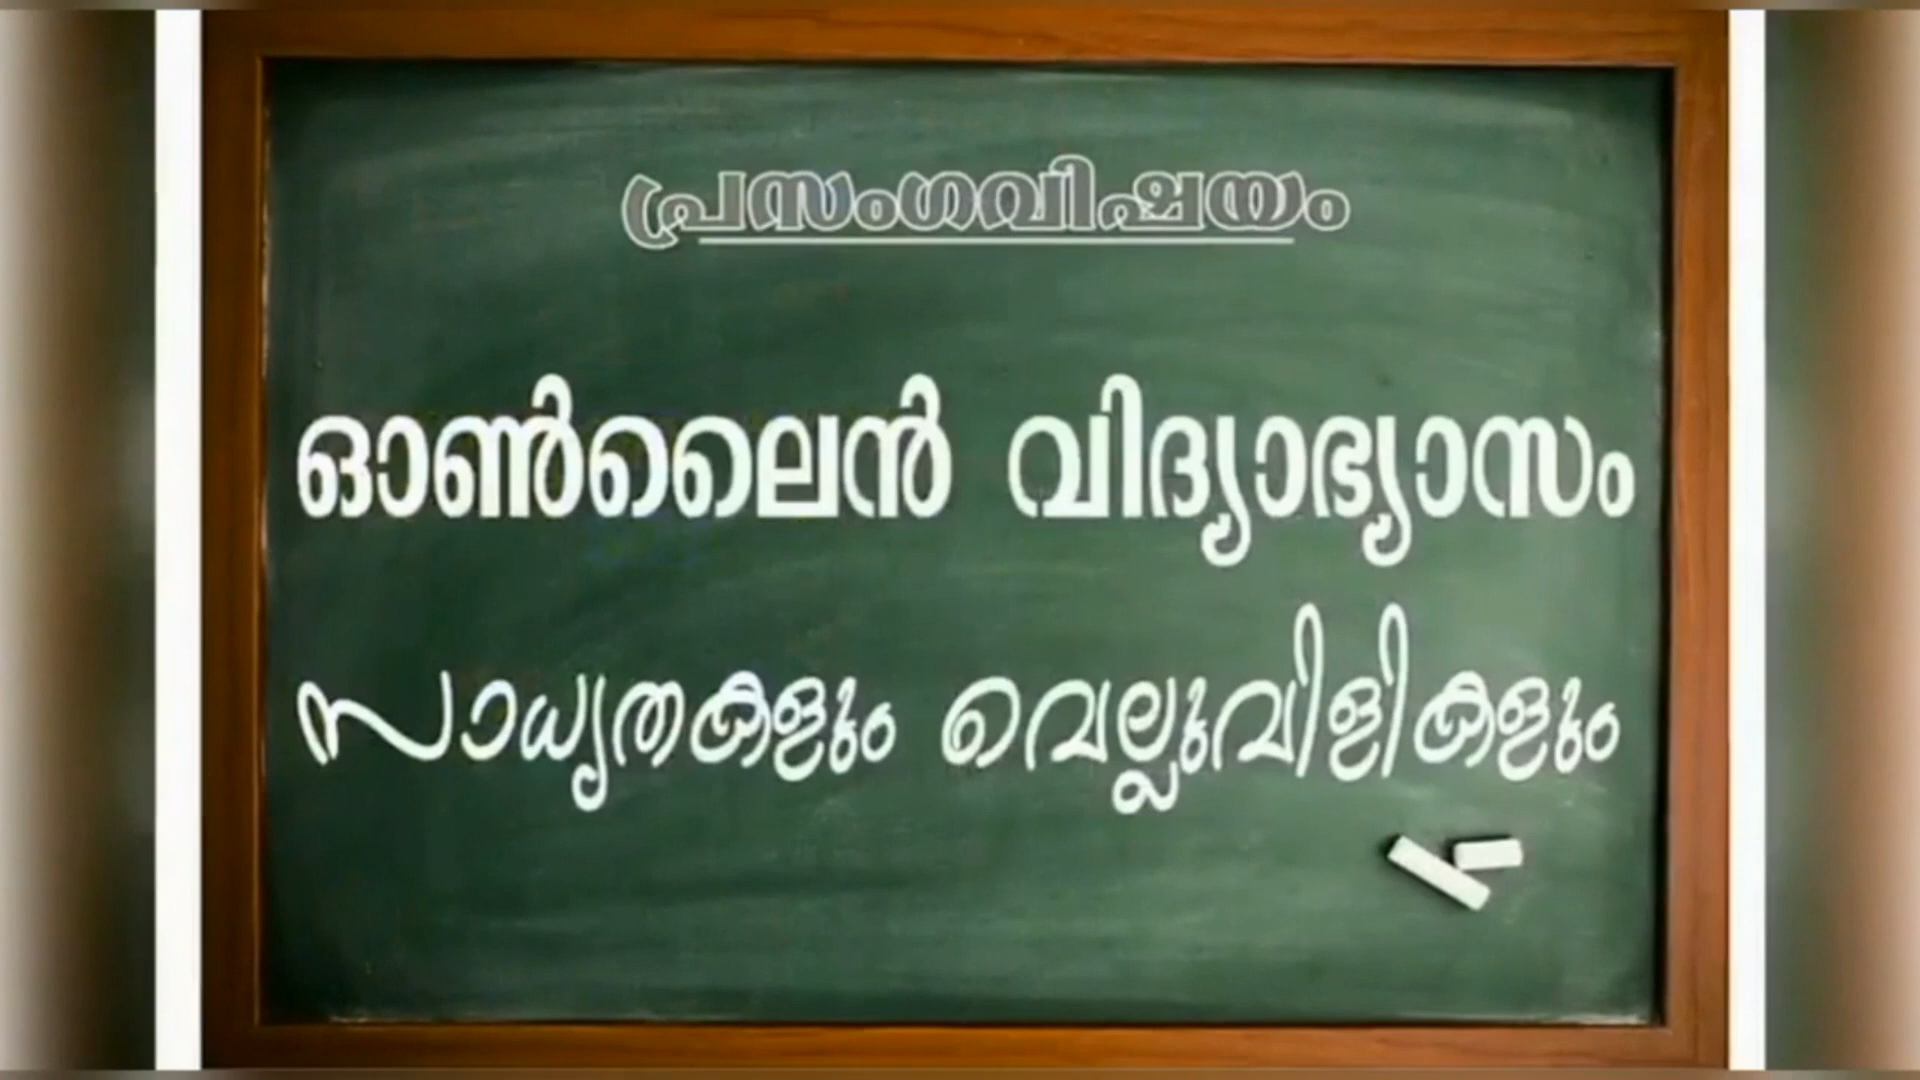 പ്രസംഗവിഷയം
ഓൺലൈൻ വിദ്യാഭ്യാസം
സാധ്യതകളും വെല്ലുവിളികളും